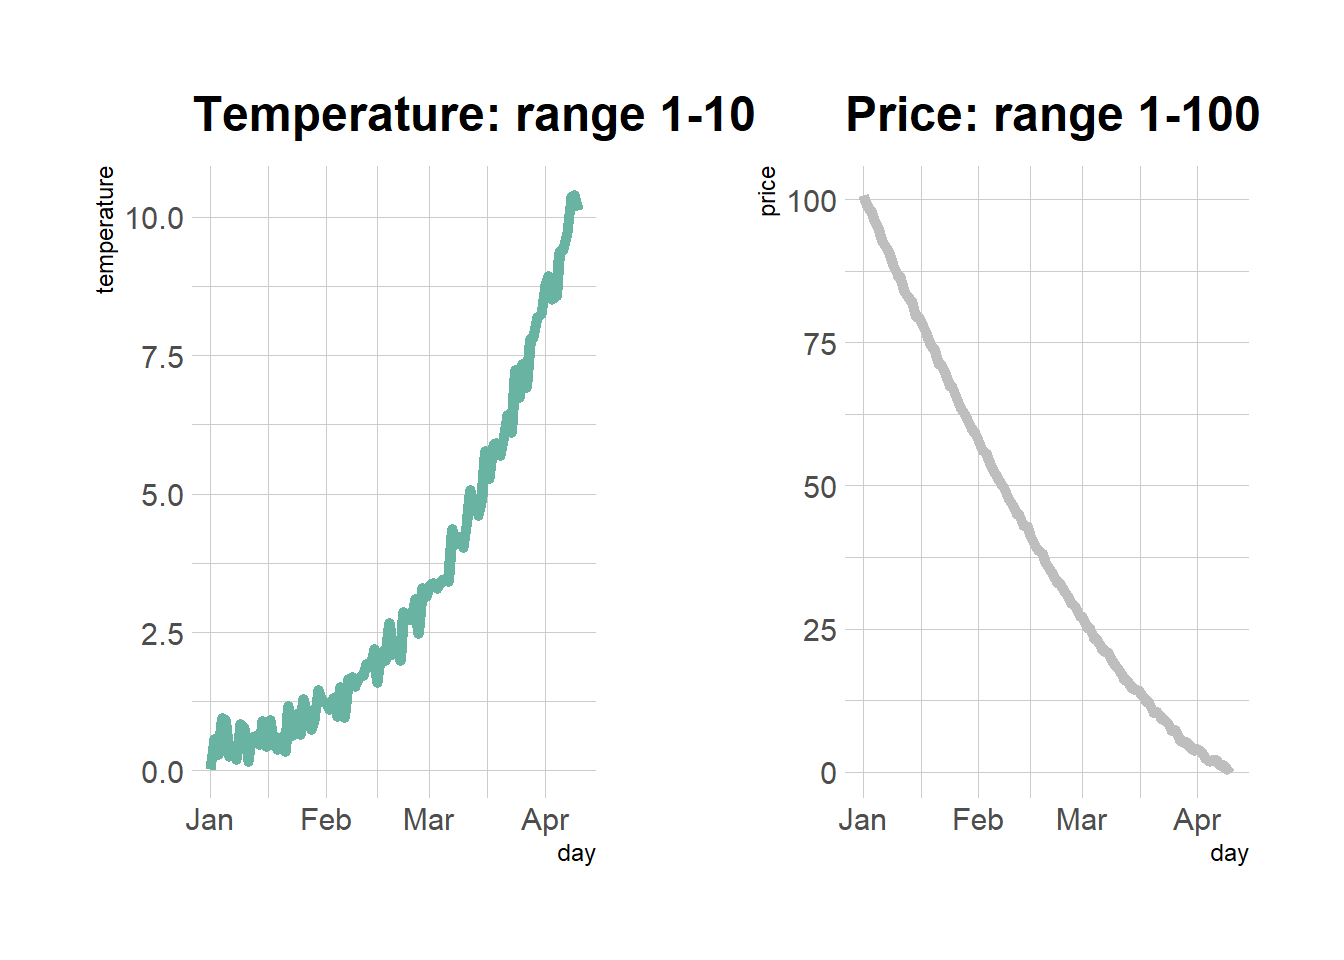 Temperature: range 1-10
temperature
10.0
7.5
5.0
2.5
0.0
Jan Feb Mar Apr
day
Price: range 1-100
price
100
75
50
25
0
Jan Feb Mar Apr
day